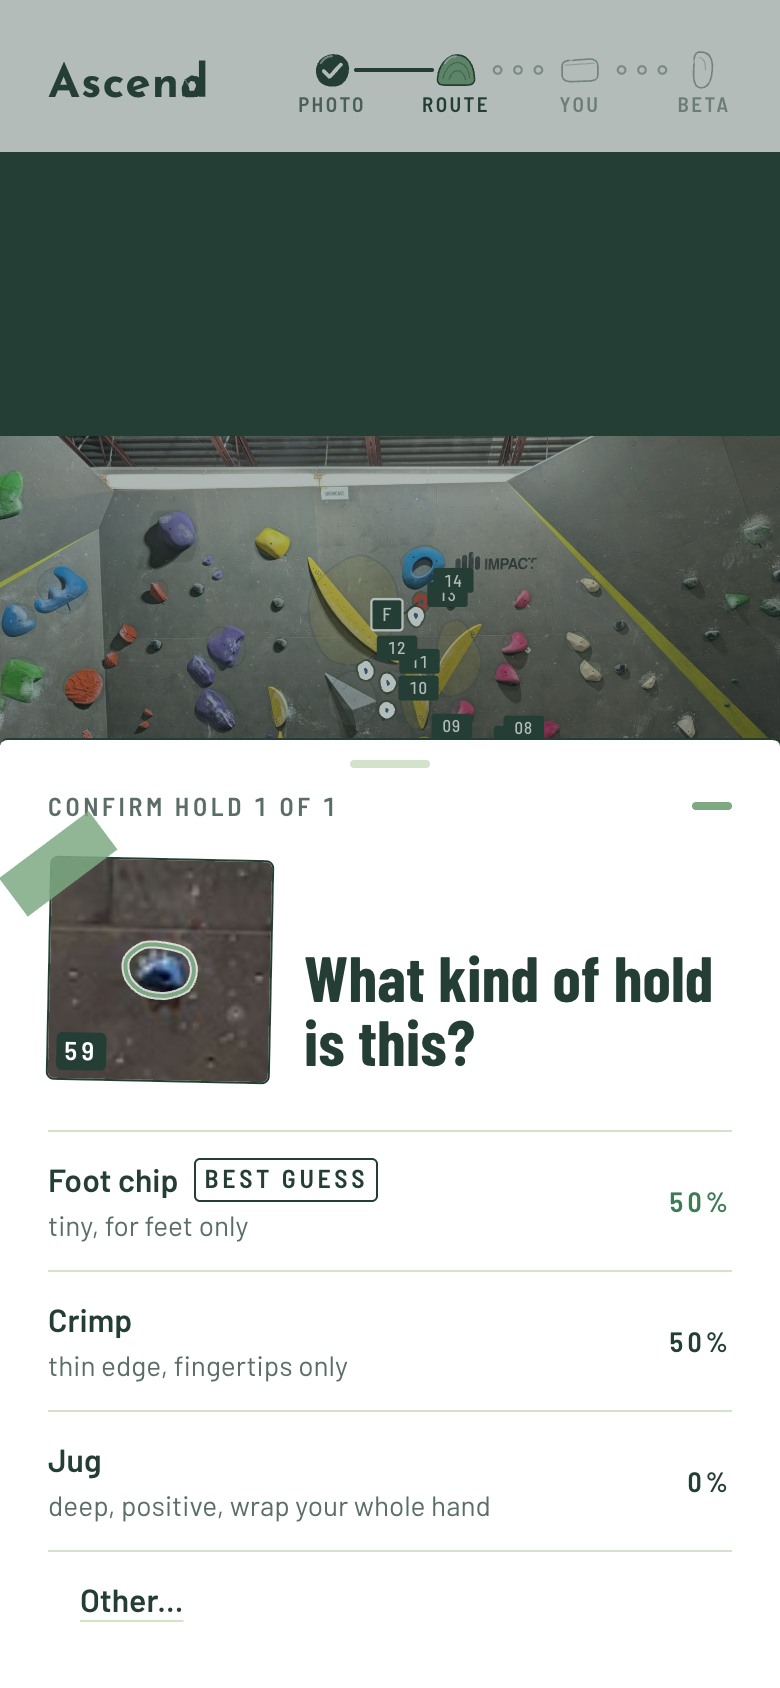 Ascend
PHOTO
ROUTE
YOU
BETA
IMPACT
14
13
F
12
11
10
09
08
CONFIRM HOLD 1 OF 1
59
What kind of hold
is this?
Foot chip BEST GUESS
50%
tiny, for feet only
Crimp
50%
thin edge, fingertips only
Jug
0%
deep, positive, wrap your whole hand
Other...